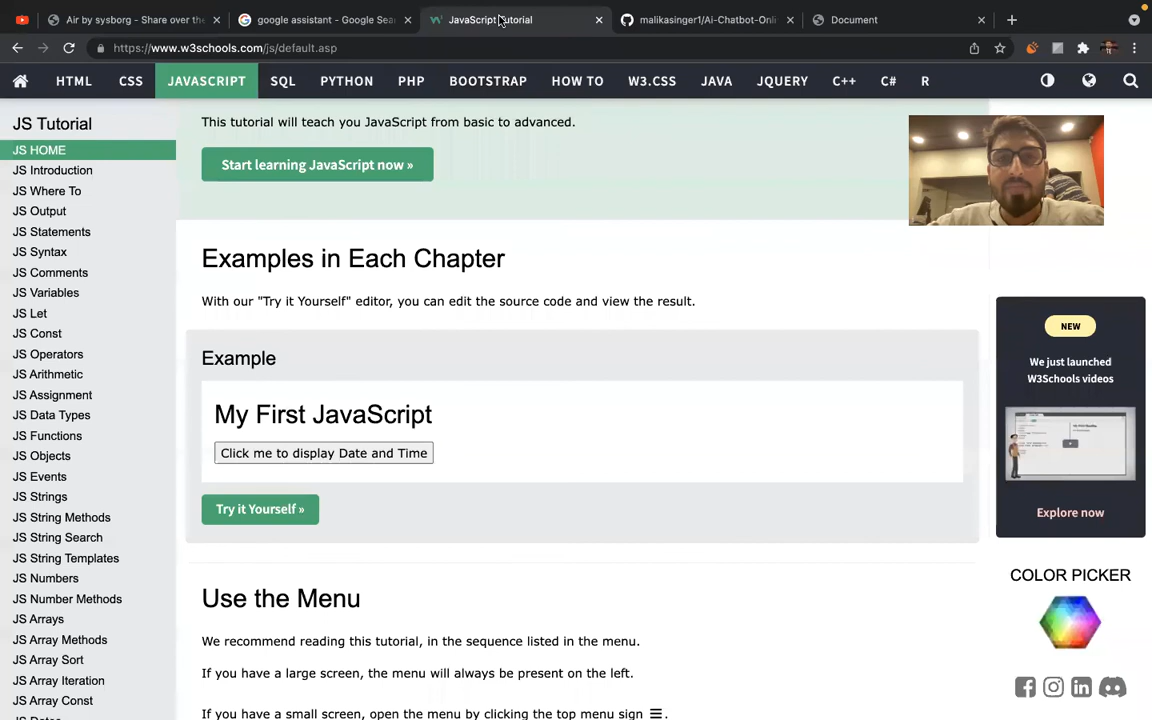 Air by sysborg - Share over the
google assistant - Google Sea
JavaScript Tutorial
malikasinger1/Ai-Chatbot-Onli
Document
https://www.w3schools.com/js/default.asp
HTML CSS JAVASCRIPT SQL PYTHON PHP BOOTSTRAP HOW TO W3.CSS JAVA JQUERY C++ C# R
JS Tutorial
JS HOME
JS Introduction
JS Where To
JS Output
JS Statements
JS Syntax
JS Comments
JS Variables
JS Let
JS Const
JS Operators
JS Arithmetic
JS Assignment
JS Data Types
JS Functions
JS Objects
JS Events
JS Strings
JS String Methods
JS String Search
JS String Templates
JS Numbers
JS Number Methods
JS Arrays
JS Array Methods
JS Array Sort
JS Array Iteration
JS Array Const
This tutorial will teach you JavaScript from basic to advanced.
Start learning JavaScript now »
Examples in Each Chapter
With our "Try it Yourself" editor, you can edit the source code and view the result.
Example
My First JavaScript
Click me to display Date and Time
Try it Yourself »
Use the Menu
We recommend reading this tutorial, in the sequence listed in the menu.
If you have a large screen, the menu will always be present on the left.
If you have a small screen, open the menu by clicking the top menu sign ☰.
NEW
We just launched
W3Schools videos
Explore now
COLOR PICKER